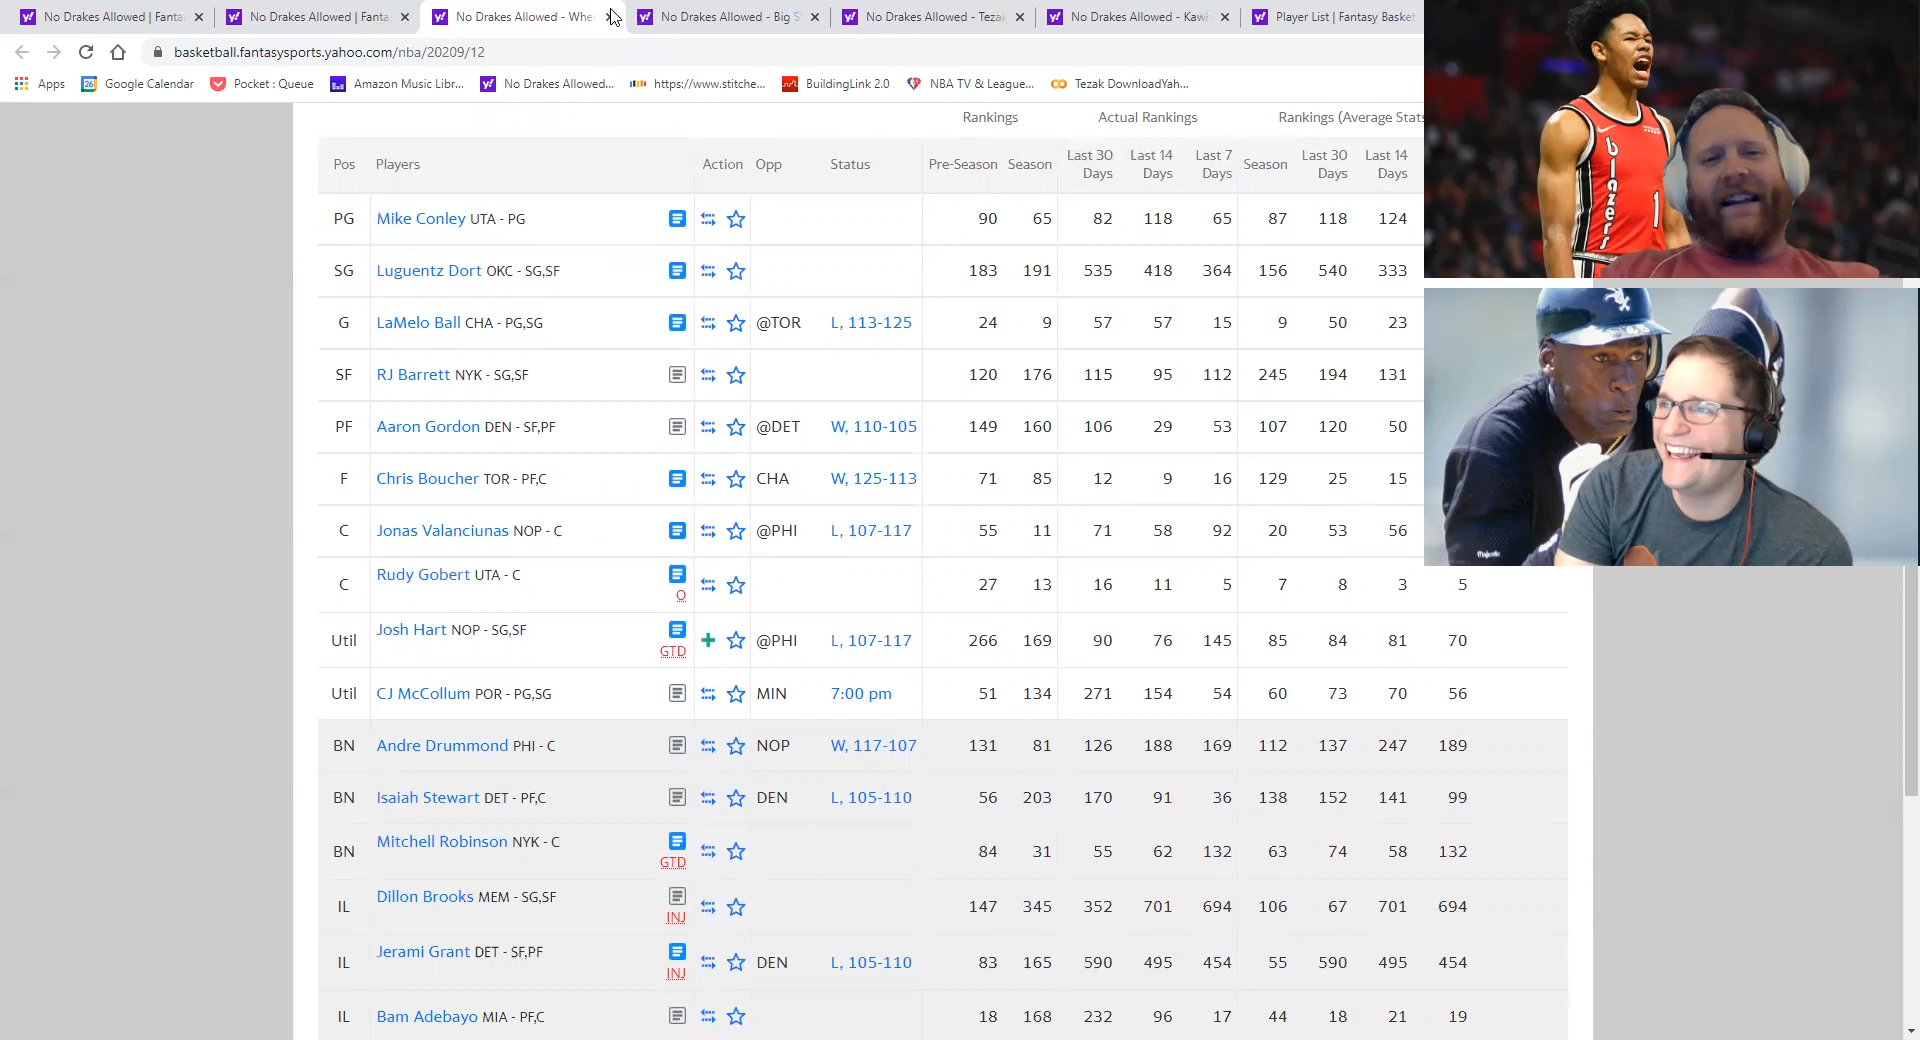 No Drakes Allowed | Fanta
No Drakes Allowed | Fanta
No Drakes Allowed - Whe
No Drakes Allowed - Big S
No Drakes Allowed - Teza
No Drakes Allowed - Kawh
Player List | Fantasy Basket
basketball.fantasysports.yahoo.com/nba/20209/12
Apps
26 Google Calendar
Pocket : Queue
Amazon Music Libr...
No Drakes Allowed...
https://www.stitche...
BuildingLink 2.0
NBA TV & League...
Tezak DownloadYah...
Rankings Actual Rankings Rankings (Average Stats
Pos Players Action Opp Status Pre-Season Season Last 30 Days Last 14 Days Last 7 Days Season Last 30 Days Last 14 Days
PG Mike Conley UTA - PG 90 65 82 118 65 87 118 124
SG Luguentz Dort OKC - SG,SF 183 191 535 418 364 156 540 333
G LaMelo Ball CHA - PG,SG @TOR L, 113-125 24 9 57 57 15 9 50 23
SF RJ Barrett NYK - SG,SF 120 176 115 95 112 245 194 131
PF Aaron Gordon DEN - SF,PF @DET W, 110-105 149 160 106 29 53 107 120 50
F Chris Boucher TOR - PF,C CHA W, 125-113 71 85 12 9 16 129 25 15
C Jonas Valanciunas NOP - C @PHI L, 107-117 55 11 71 58 92 20 53 56
C Rudy Gobert UTA - C O 27 13 16 11 5 7 8 3 5
Util Josh Hart NOP - SG,SF GTD @PHI L, 107-117 266 169 90 76 145 85 84 81 70
Util CJ McCollum POR - PG,SG MIN 7:00 pm 51 134 271 154 54 60 73 70 56
BN Andre Drummond PHI - C NOP W, 117-107 131 81 126 188 169 112 137 247 189
BN Isaiah Stewart DET - PF,C DEN L, 105-110 56 203 170 91 36 138 152 141 99
BN Mitchell Robinson NYK - C GTD 84 31 55 62 132 63 74 58 132
IL Dillon Brooks MEM - SG,SF INJ 147 345 352 701 694 106 67 701 694
IL Jerami Grant DET - SF,PF INJ DEN L, 105-110 83 165 590 495 454 55 590 495 454
IL Bam Adebayo MIA - PF,C 18 168 232 96 17 44 18 21 19
blazers
1
Majestic